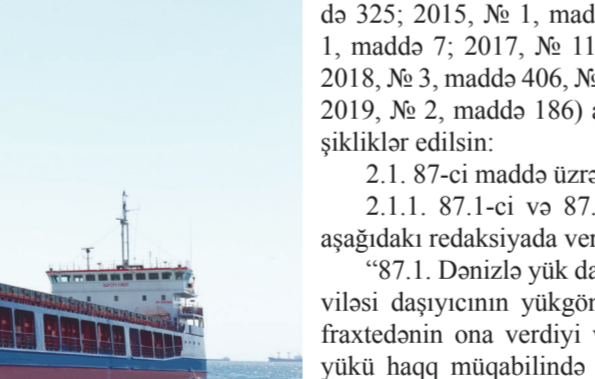 də 325; 2015, № 1, mad
1, maddə 7; 2017, № 11
2018, № 3, maddə 406, №
2019, № 2, maddə 186) a
şikliklər edilsin:
2.1. 87-ci maddə üzrə
2.1.1. 87.1-ci və 87.
aşağıdakı redaksiyada ver
“87.1. Dənizlə yük da
viləsi daşıyıcının yükgön
fraxtedənin ona verdiyi v
yükü haqq müqabilində